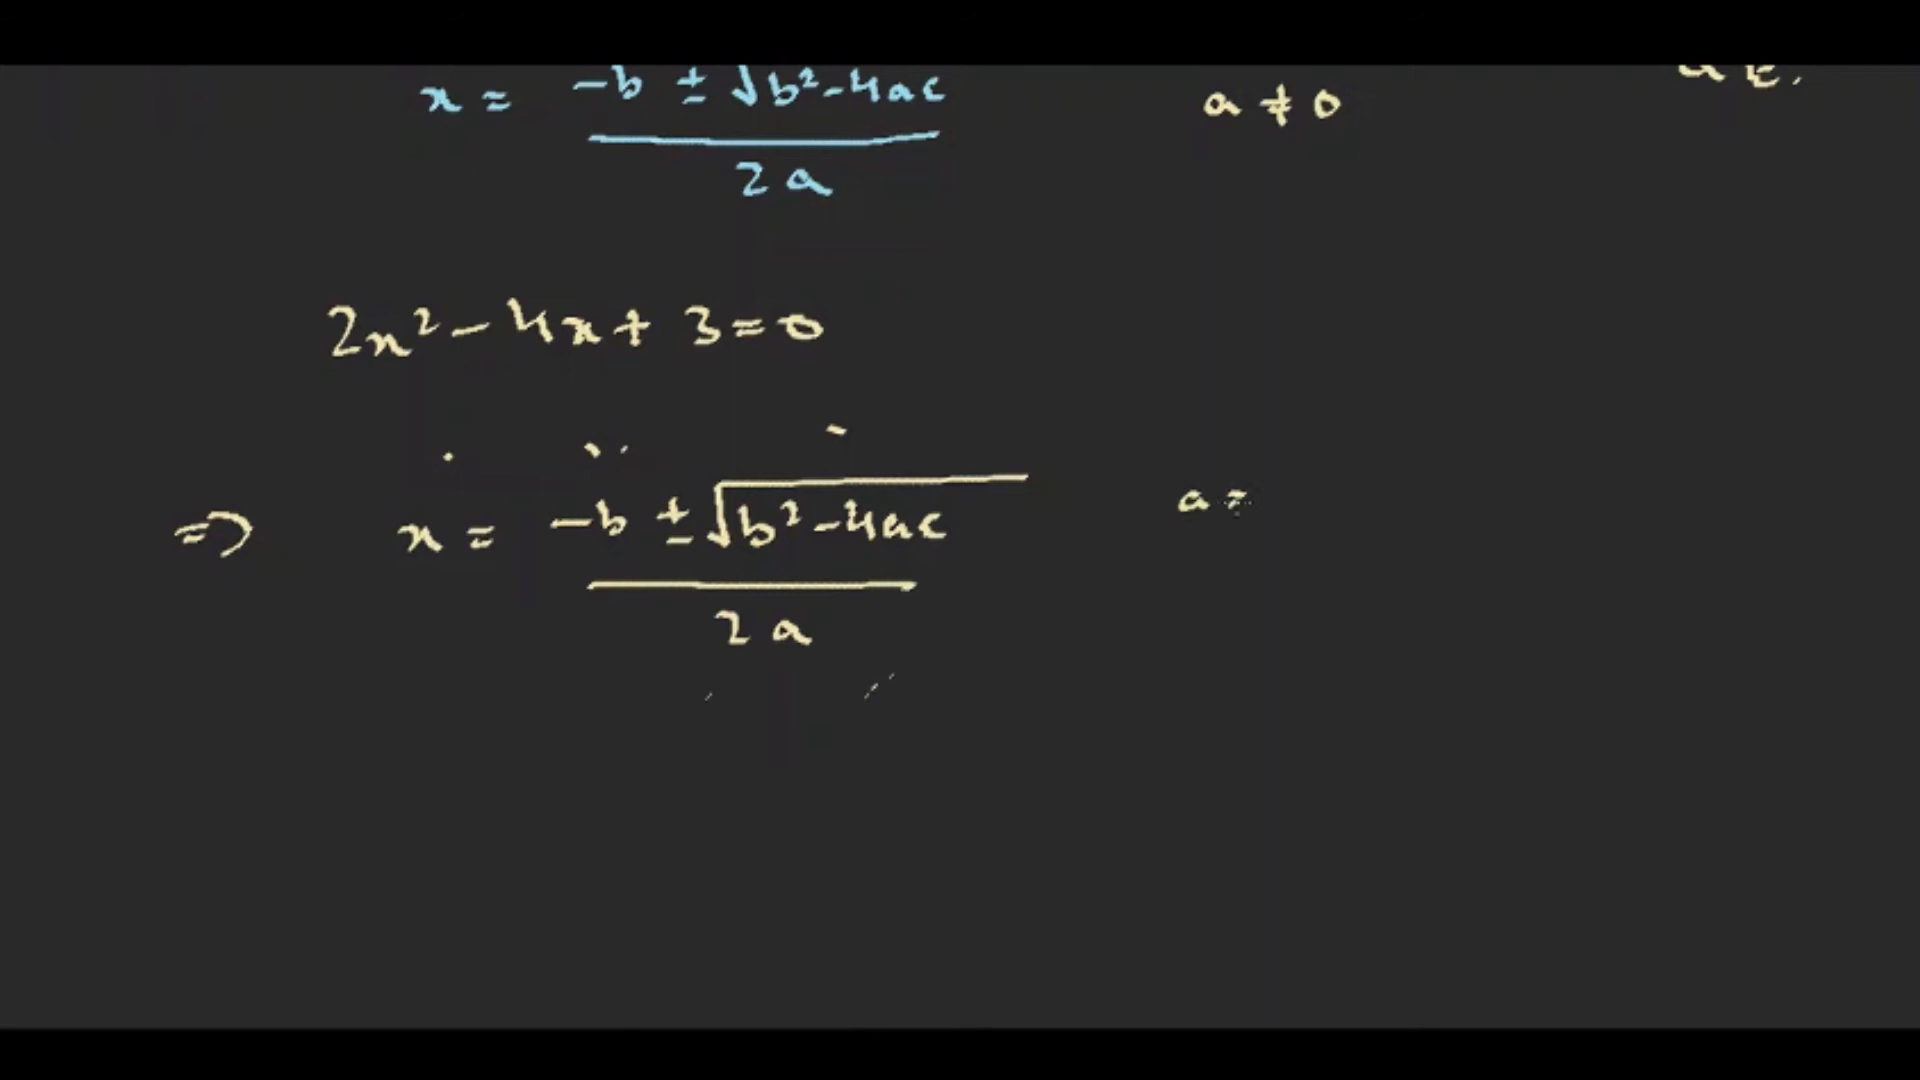 x = -b ± √b²-4ac
2a
a ≠ 0
2x² - 4x + 3 = 0
=> x = -b ± √b²-4ac
2a
a =